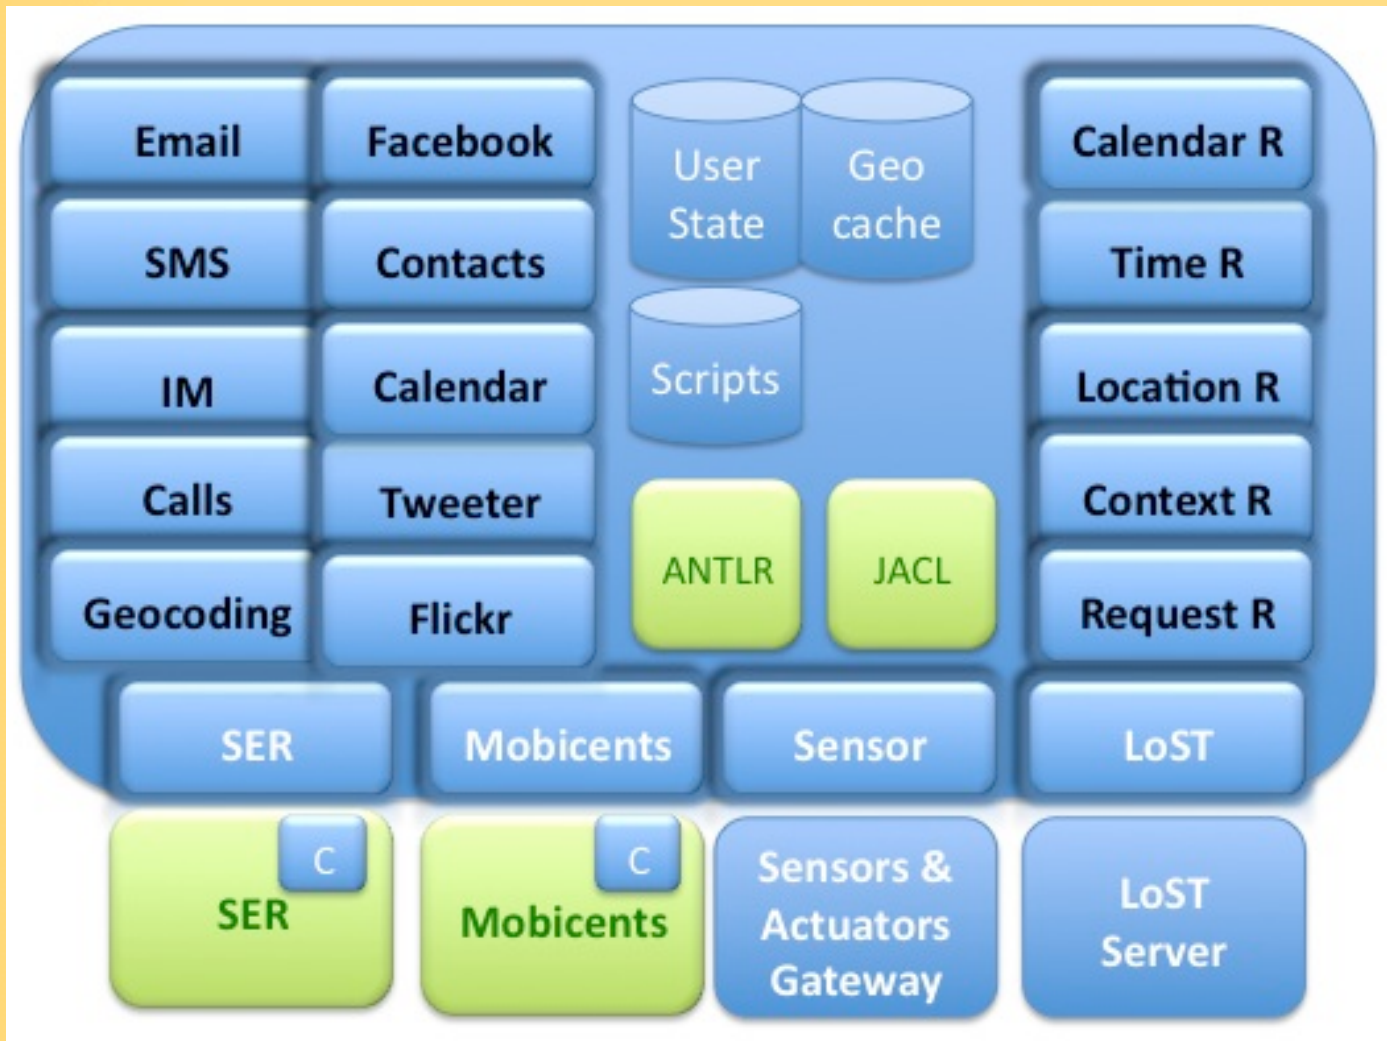 Email
Facebook
SMS
Contacts
IM
Calendar
Calls
Tweeter
Geocoding
Flickr
User
State
Geo
cache
Scripts
ANTLR
JACL
Calendar R
Time R
Location R
Context R
Request R
SER
Mobicents
Sensor
LoST
C
SER
C
Mobicents
Sensors &
Actuators
Gateway
LoST
Server